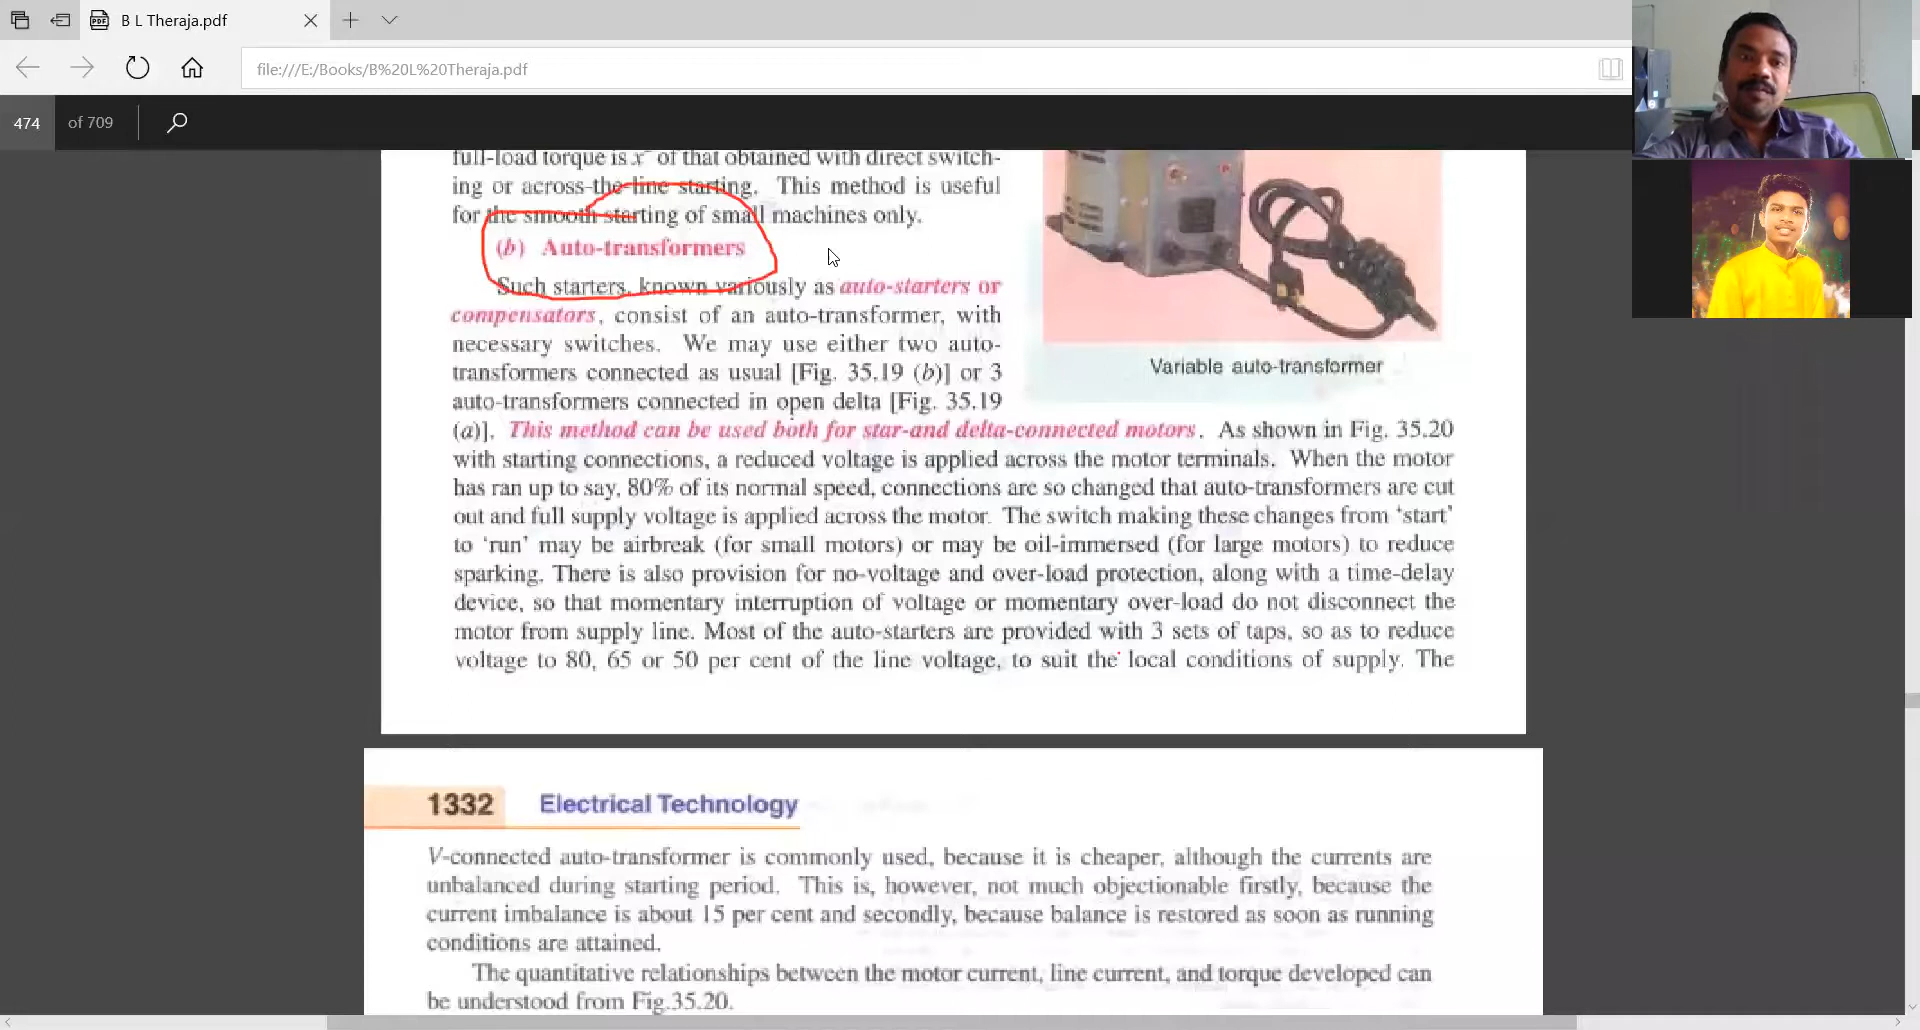 B L Theraja.pdf
file:///E:/Books/B%20L%20Theraja.pdf
474 of 709
full-load torque is x² of that obtained with direct switch-
ing or across-the line starting. This method is useful
for the smooth starting of small machines only.
(b) Auto-transformers
Such starters, known variously as auto-starters or
compensators, consist of an auto-transformer, with
necessary switches. We may use either two auto-
transformers connected as usual [Fig. 35.19 (b)] or 3
auto-transformers connected in open delta [Fig. 35.19
Variable auto-transformer
(a)]. This method can be used both for star-and delta-connected motors. As shown in Fig. 35.20
with starting connections, a reduced voltage is applied across the motor terminals. When the motor
has ran up to say, 80% of its normal speed, connections are so changed that auto-transformers are cut
out and full supply voltage is applied across the motor. The switch making these changes from ‘start’
to ‘run’ may be airbreak (for small motors) or may be oil-immersed (for large motors) to reduce
sparking. There is also provision for no-voltage and over-load protection, along with a time-delay
device, so that momentary interruption of voltage or momentary over-load do not disconnect the
motor from supply line. Most of the auto-starters are provided with 3 sets of taps, so as to reduce
voltage to 80, 65 or 50 per cent of the line voltage, to suit the local conditions of supply. The
1332 Electrical Technology
V-connected auto-transformer is commonly used, because it is cheaper, although the currents are
unbalanced during starting period. This is, however, not much objectionable firstly, because the
current imbalance is about 15 per cent and secondly, because balance is restored as soon as running
conditions are attained.
The quantitative relationships between the motor current, line current, and torque developed can
be understood from Fig.35.20.